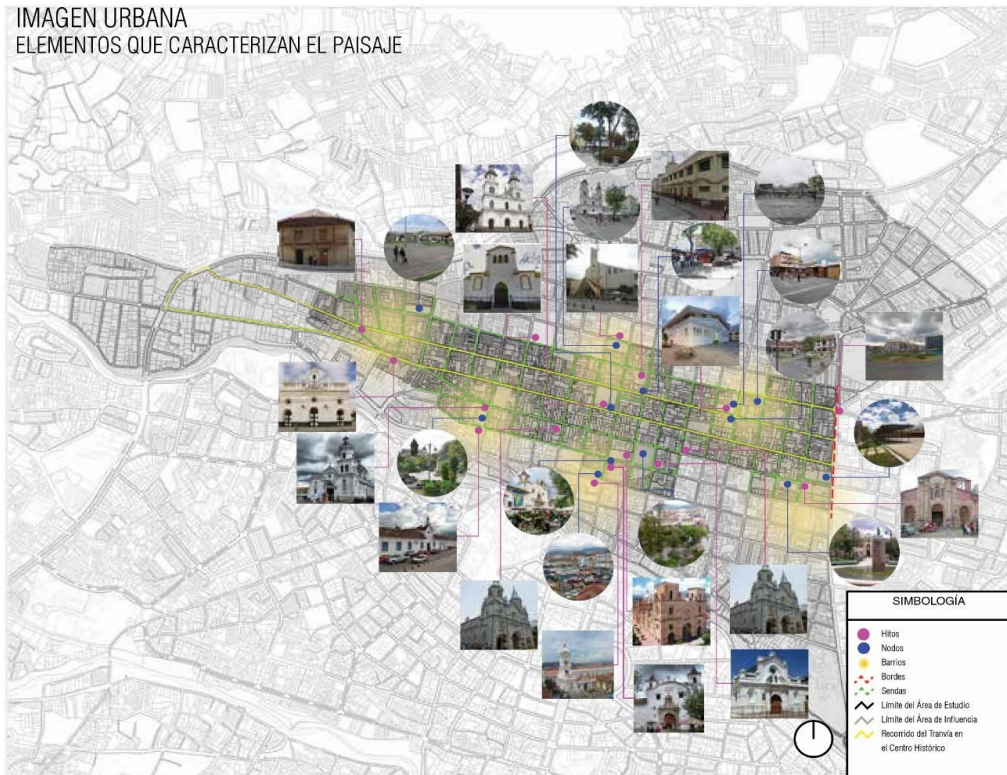 IMAGEN URBANA
ELEMENTOS QUE CARACTERIZAN EL PAISAJE
SIMBOLOGÍA
Hitos
Nodos
Barrios
Bordes
Sendas
Límite del Área de Estudio
Límite del Área de Influencia
Recorrido del Tranvía en
el Centro Histórico